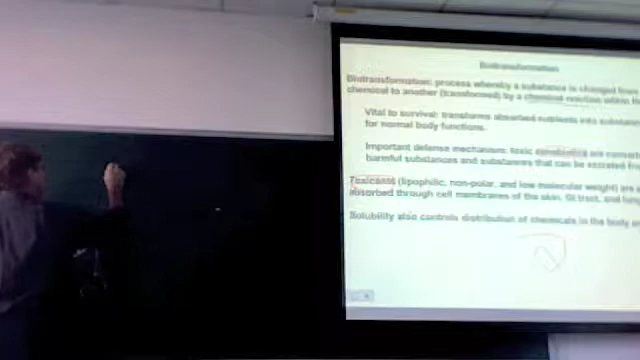 Biotransformation
Biotransformation: process whereby a substance is changed from
chemical to another (transformed) by a chemical reaction within
Vital to survival: transforms absorbed nutrients into
for normal body functions.
Important defense mechanism: toxic xenobiotics are
harmful substances and substances that can be excreted
Toxicants (lipophilic, non-polar, and low molecular weight) are
absorbed through cell membranes of the skin, GI tract, and
Solubility also controls distribution of chemicals in the body